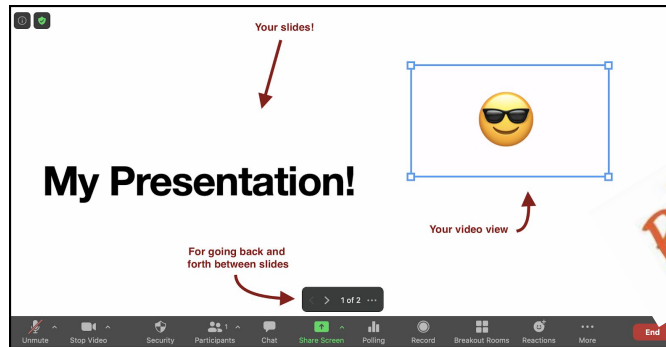 Your slides!
My Presentation!
Your video view
For going back and
forth between slides
1 of 2
1
Unmute
Stop Video
Security
Participants
Chat
Share Screen
Polling
Record
Breakout Rooms
Reactions
More
End